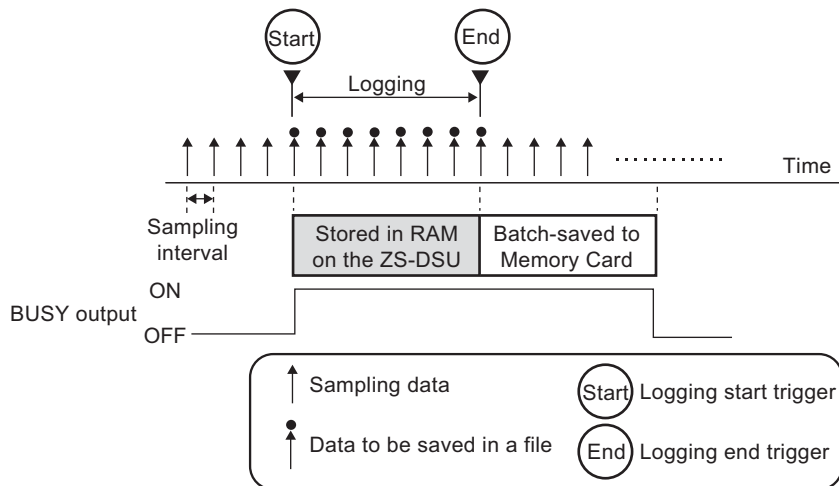 Start
End
Logging
Time
Sampling
interval
Stored in RAM
on the ZS-DSU
Batch-saved to
Memory Card
ON
BUSY output
OFF
Sampling data
Start
Logging start trigger
Data to be saved in a file
End
Logging end trigger